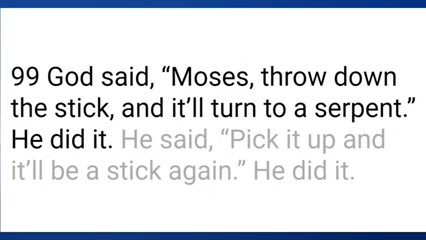 99 God said, “Moses, throw down
the stick, and it’ll turn to a serpent.”
He did it. He said, “Pick it up and
it’ll be a stick again.” He did it.